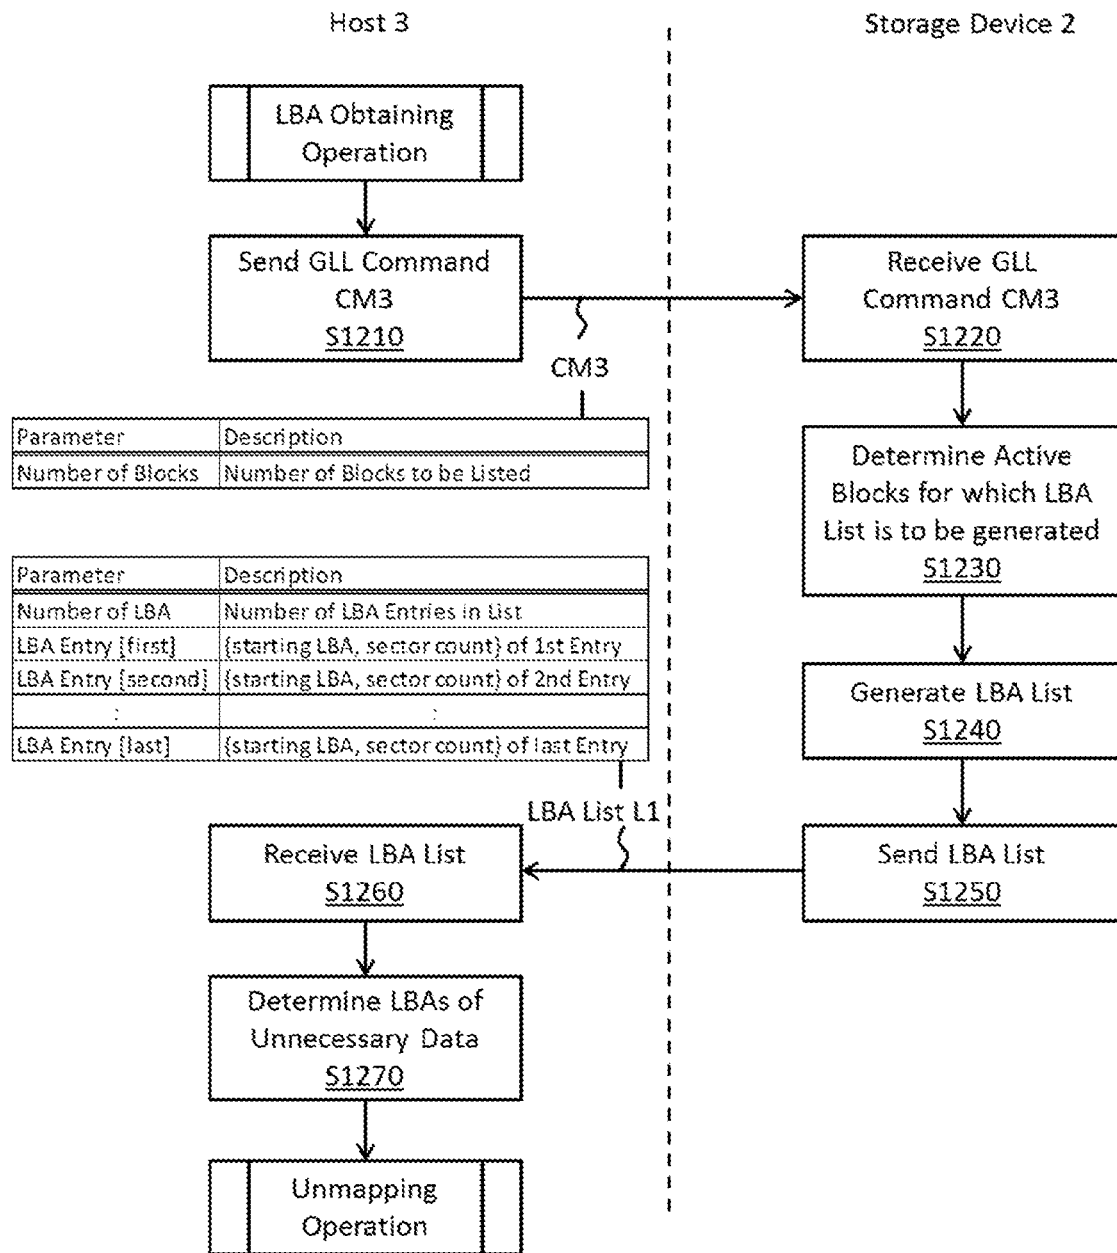 Host 3
Storage Device 2
LBA Obtaining
Operation
Send GLL Command
CM3
S1210
Receive GLL
Command CM3
S1220
CM3
Parameter Description
Number of Blocks Number of Blocks to be Listed
Determine Active
Blocks for which LBA
List is to be generated
S1230
Parameter Description
Number of LBA Number of LBA Entries in List
LBA Entry [first] {starting LBA, sector count} of 1st Entry
LBA Entry [second] {starting LBA, sector count} of 2nd Entry
: :
LBA Entry [last] {starting LBA, sector count} of last Entry
Generate LBA List
S1240
LBA List L1
Receive LBA List
S1260
Send LBA List
S1250
Determine LBAs of
Unnecessary Data
S1270
Unmapping
Operation